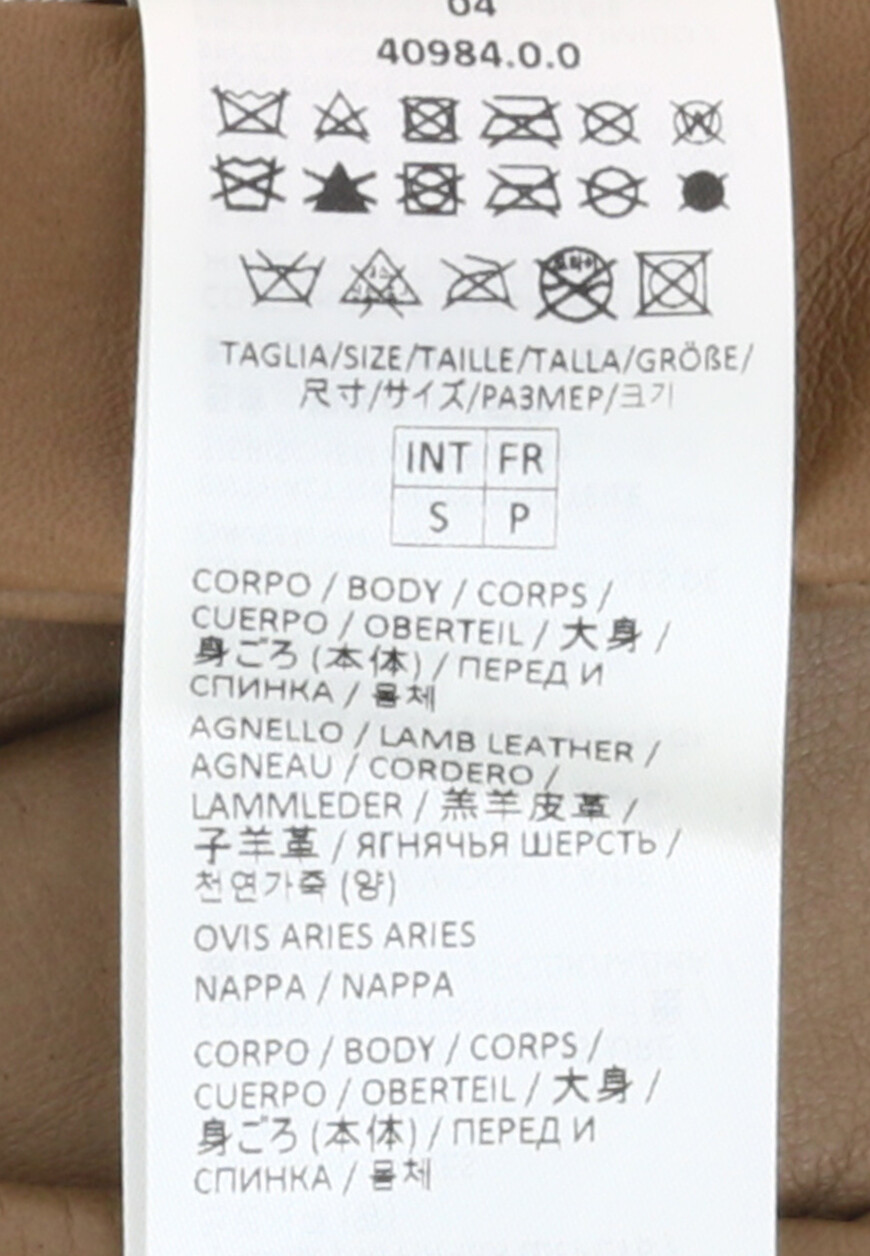 04
40984.0.0
W
TAGLIA/SIZE/TAILLE/TALLA/GRÖßE/
尺寸/サイズ/РАЗМЕР/크기
INT FR
S P
CORPO / BODY / CORPS /
CUERPO / OBERTEIL / 大身 /
身ごろ (本体) / ПЕРЕД И
СПИНКА / 몸체
AGNELLO / LAMB LEATHER /
AGNEAU / CORDERO /
LAMMLEDER / 羔羊皮革 /
子羊革 / ЯГНЯЧЬЯ ШЕРСТЬ /
천연가죽 (양)
OVIS ARIES ARIES
NAPPA / NAPPA
CORPO / BODY / CORPS /
CUERPO / OBERTEIL / 大身 /
身ごろ (本体) / ПЕРЕД И
СПИНКА / 몸체